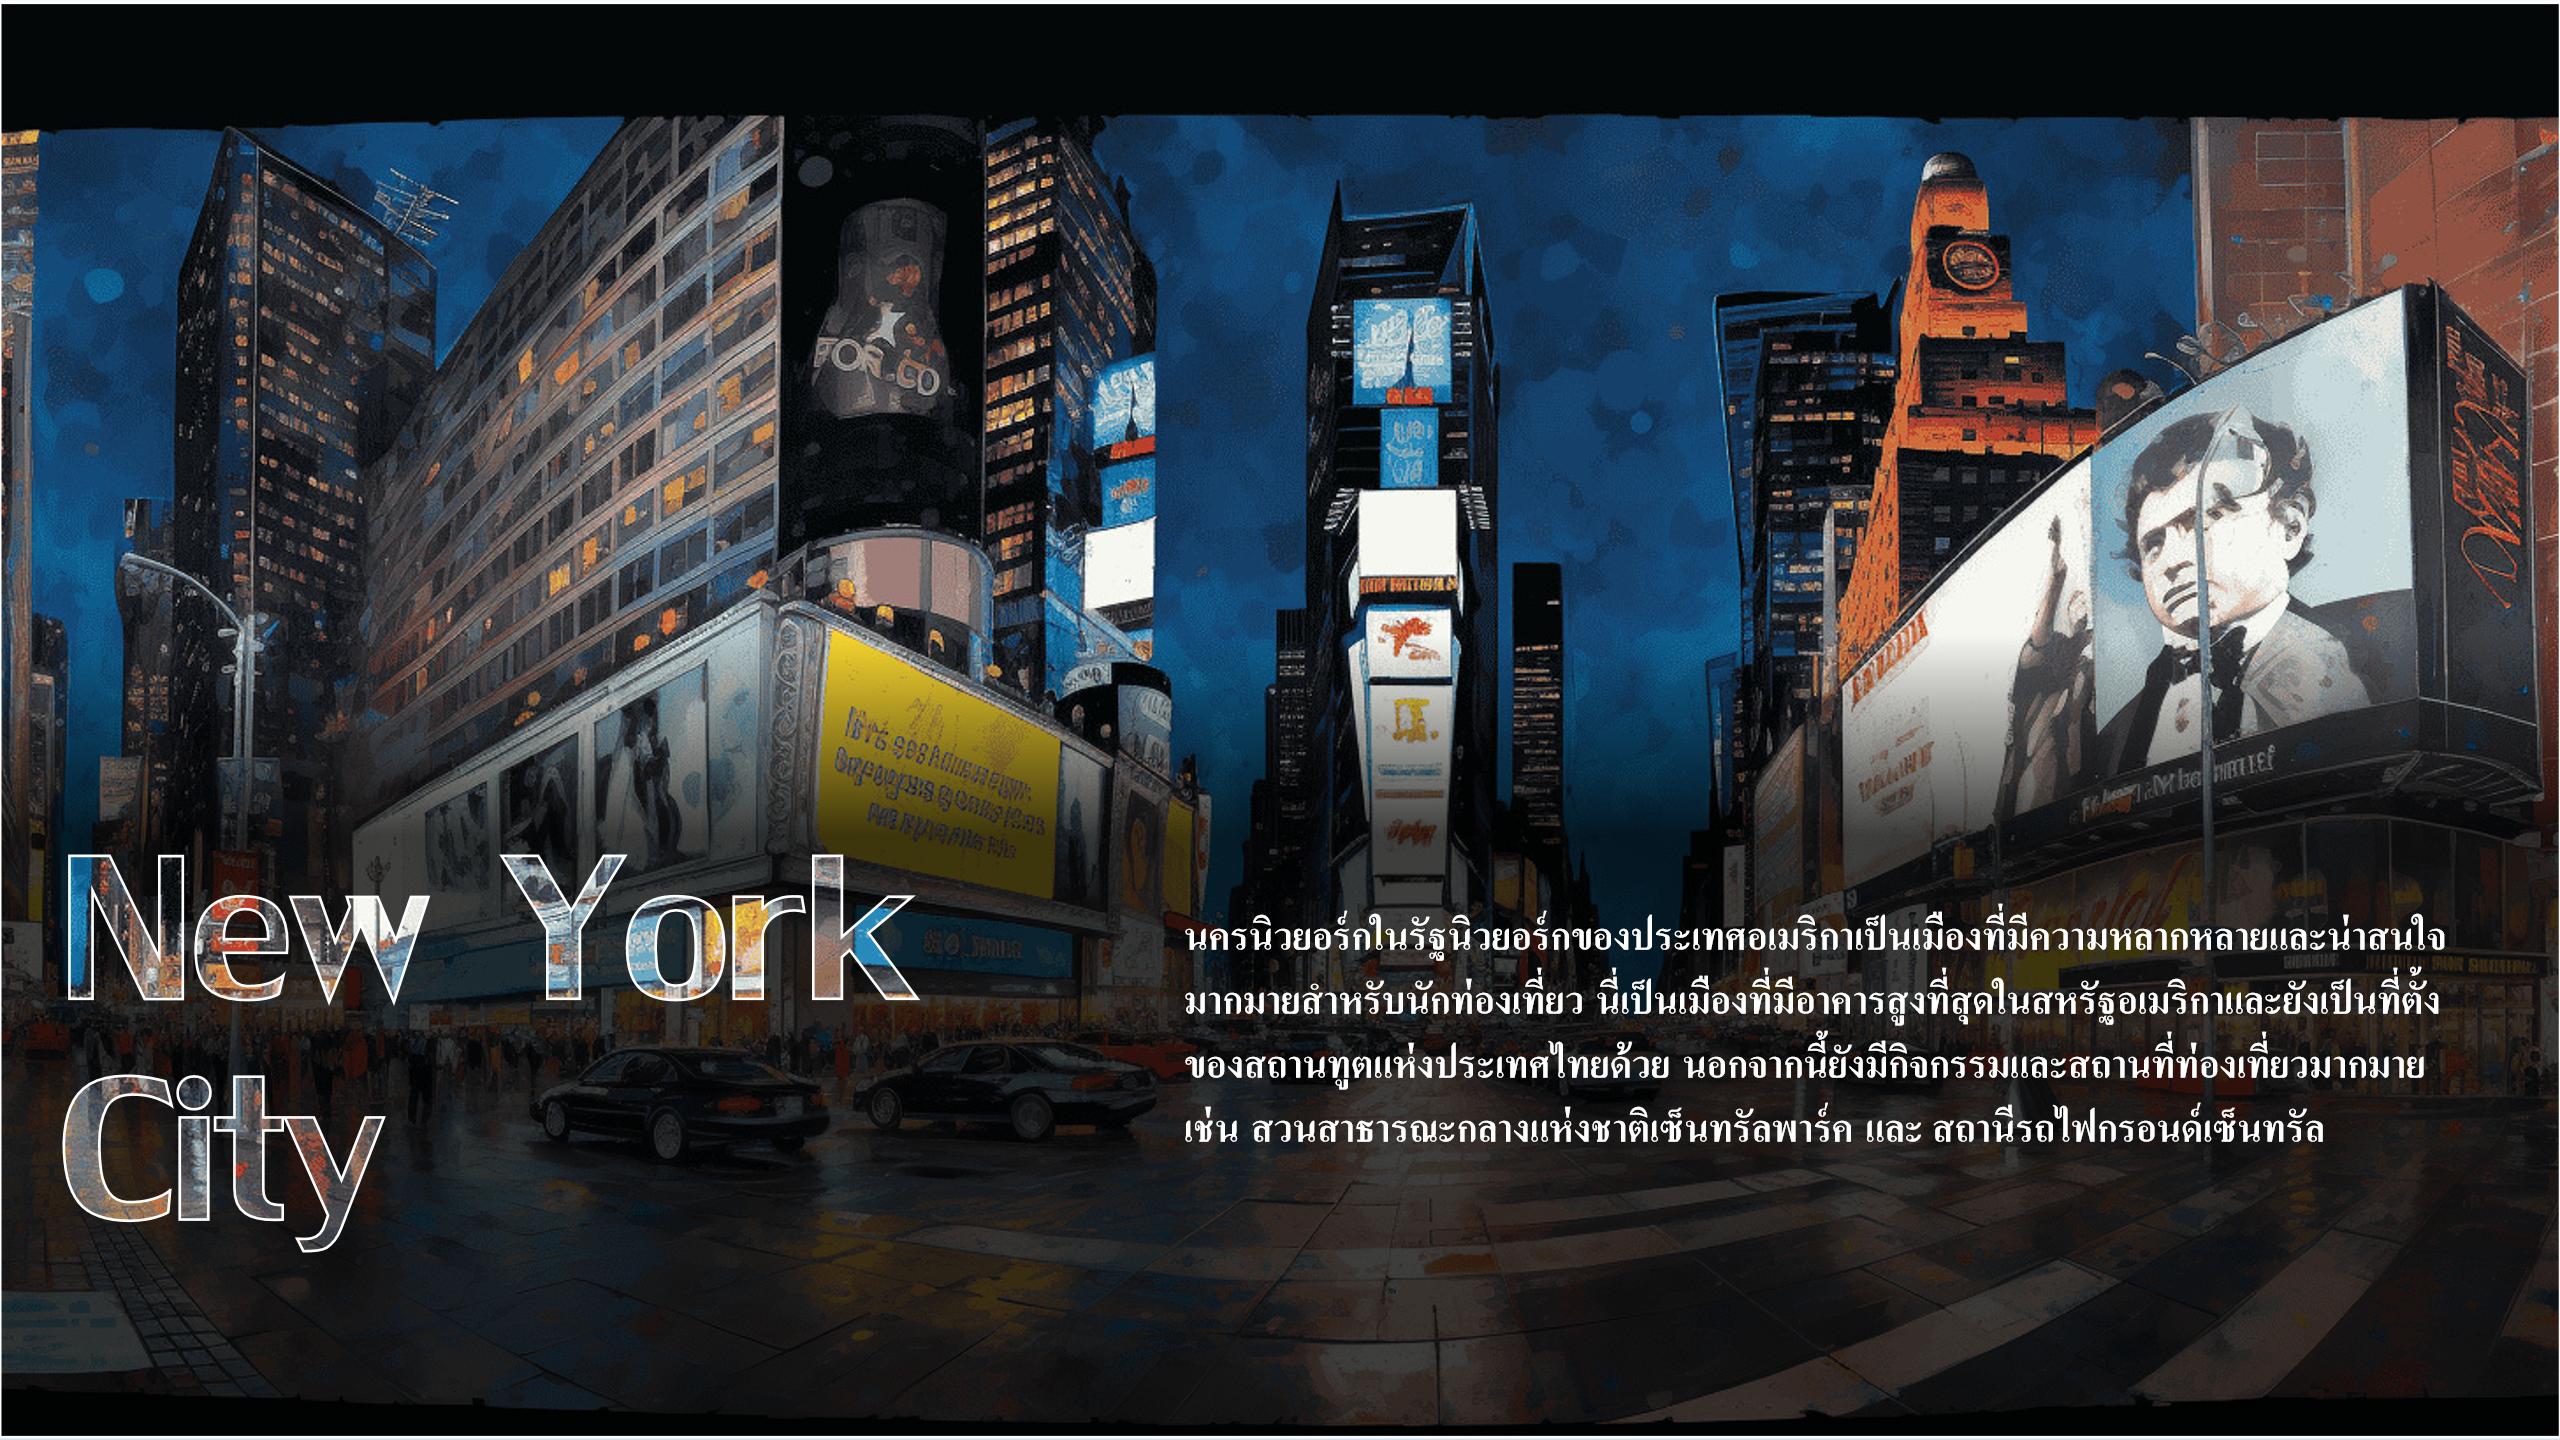 FOR.CO
New York
City
นครนิวยอร์กในรัฐนิวยอร์กของประเทศอเมริกาเป็นเมืองที่มีความหลากหลายและน่าสนใจ
มากมายสำหรับนักท่องเที่ยว นี่เป็นเมืองที่มีอาคารสูงที่สุดในสหรัฐอเมริกาและยังเป็นที่ตั้ง
ของสถานทูตแห่งประเทศไทยด้วย นอกจากนี้ยังมีกิจกรรมและสถานที่ท่องเที่ยวมากมาย
เช่น สวนสาธารณะกลางแห่งชาติเซ็นทรัลพาร์ค และ สถานีรถไฟกรอนด์เซ็นทรัล